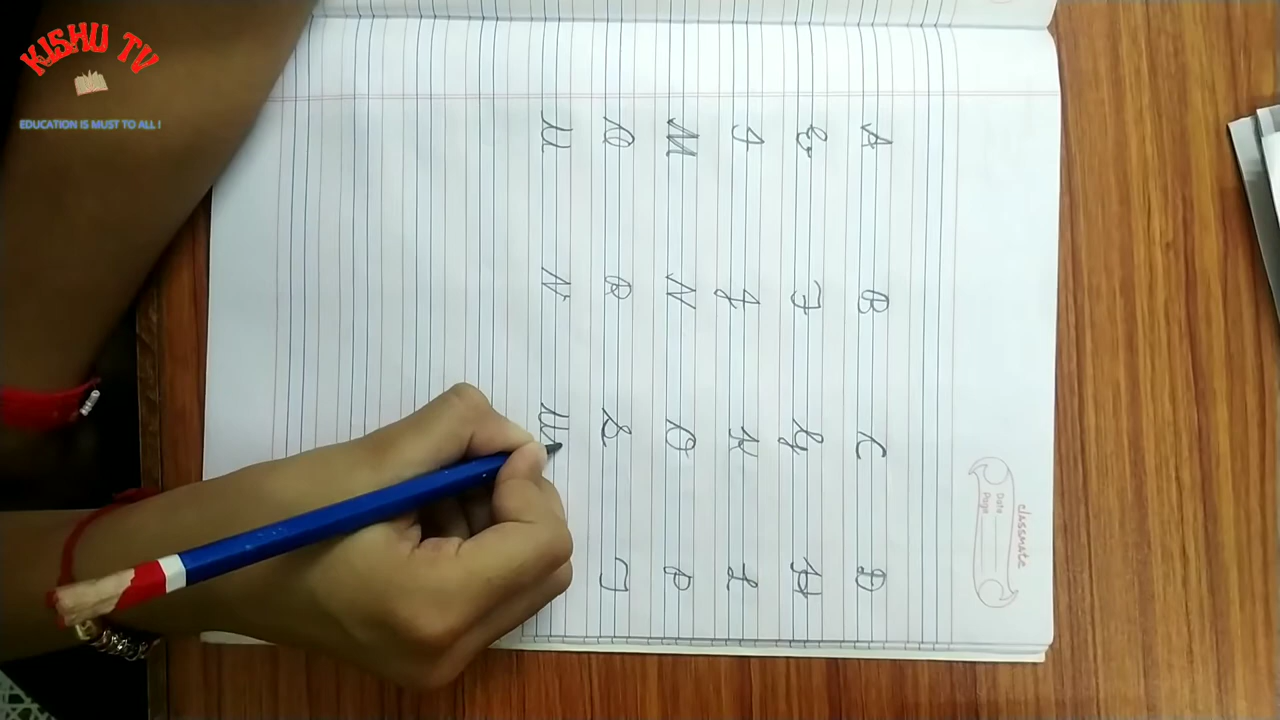 KISHU TV
EDUCATION IS MUST TO ALL !
classmate
Date
Page
A B C D
E F G H
I J K L
M N O P
Q R S T
U V W